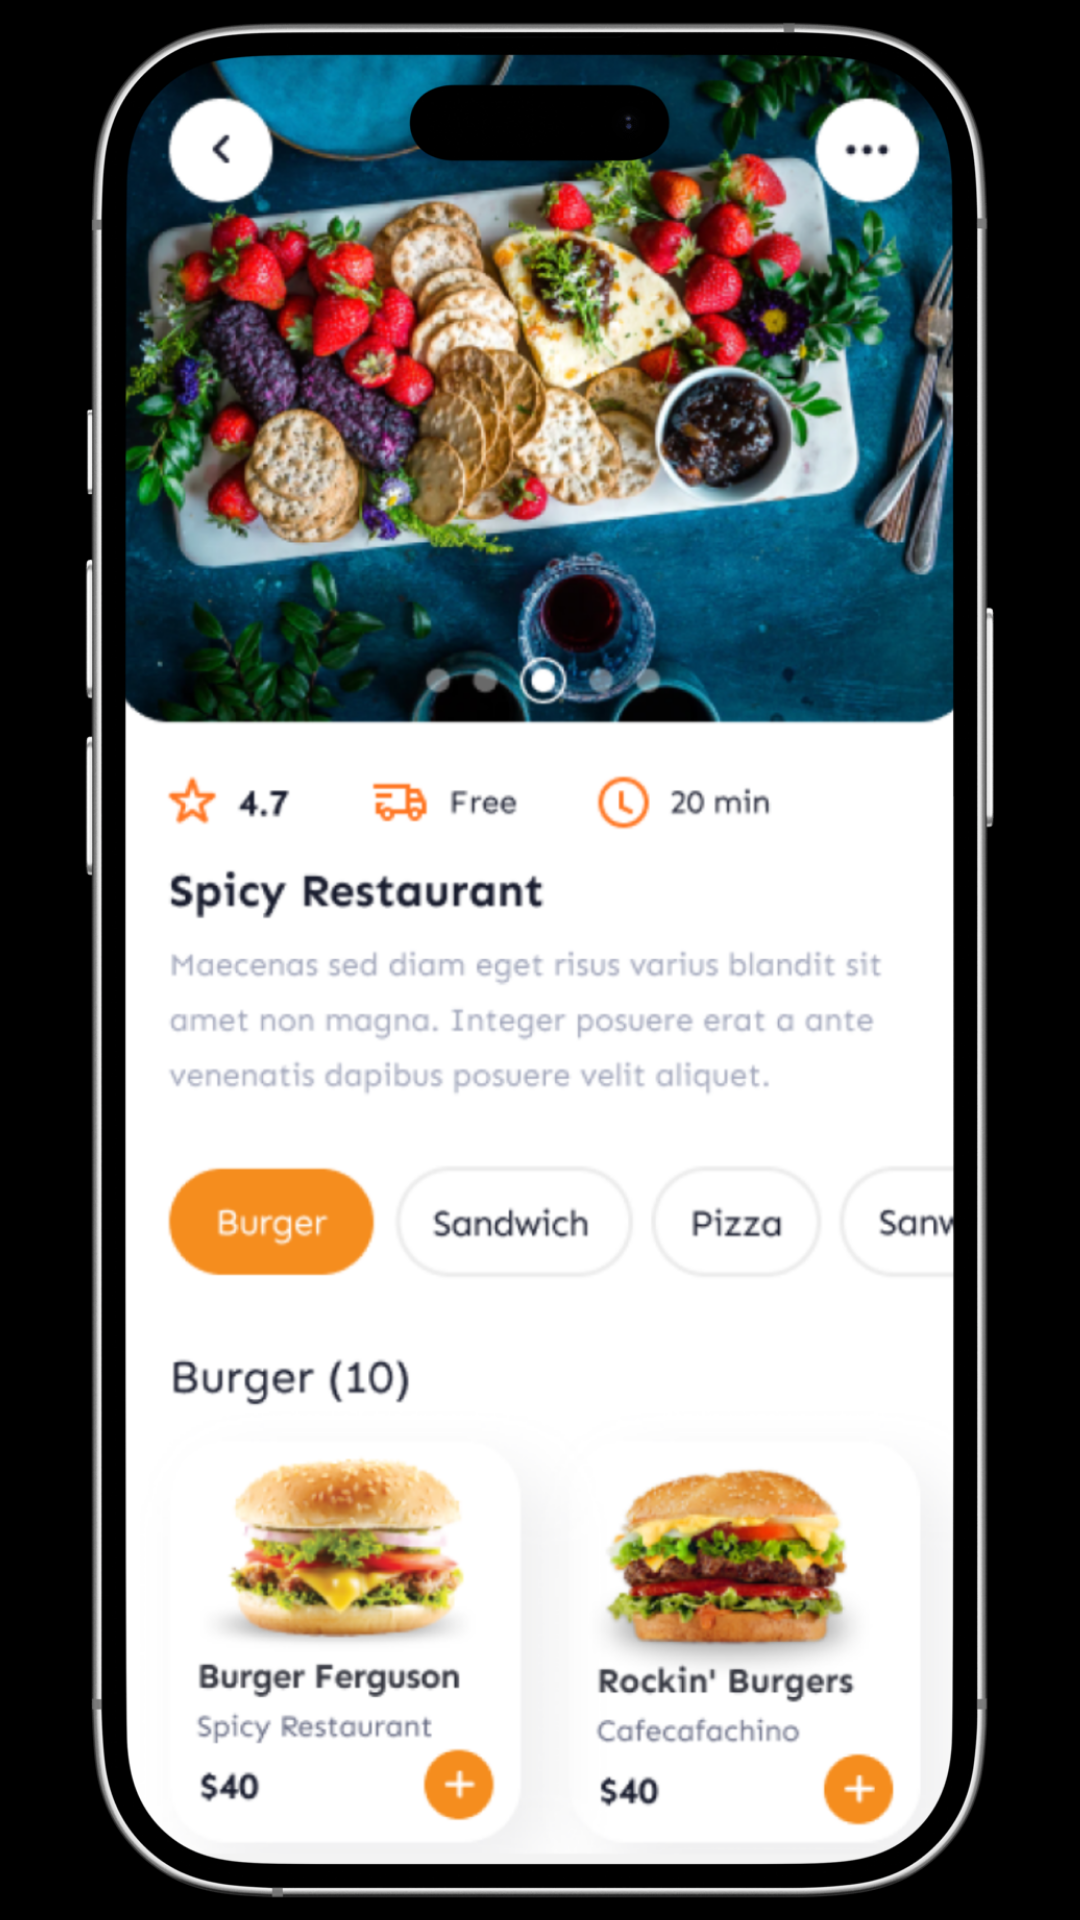 4.7 Free 20 min
Spicy Restaurant
Maecenas sed diam eget risus varius blandit sit
amet non magna. Integer posuere erat a ante
venenatis dapibus posuere velit aliquet.
Burger Sandwich Pizza Sanw
Burger (10)
Burger Ferguson
Spicy Restaurant
$40
Rockin' Burgers
Cafecafachino
$40